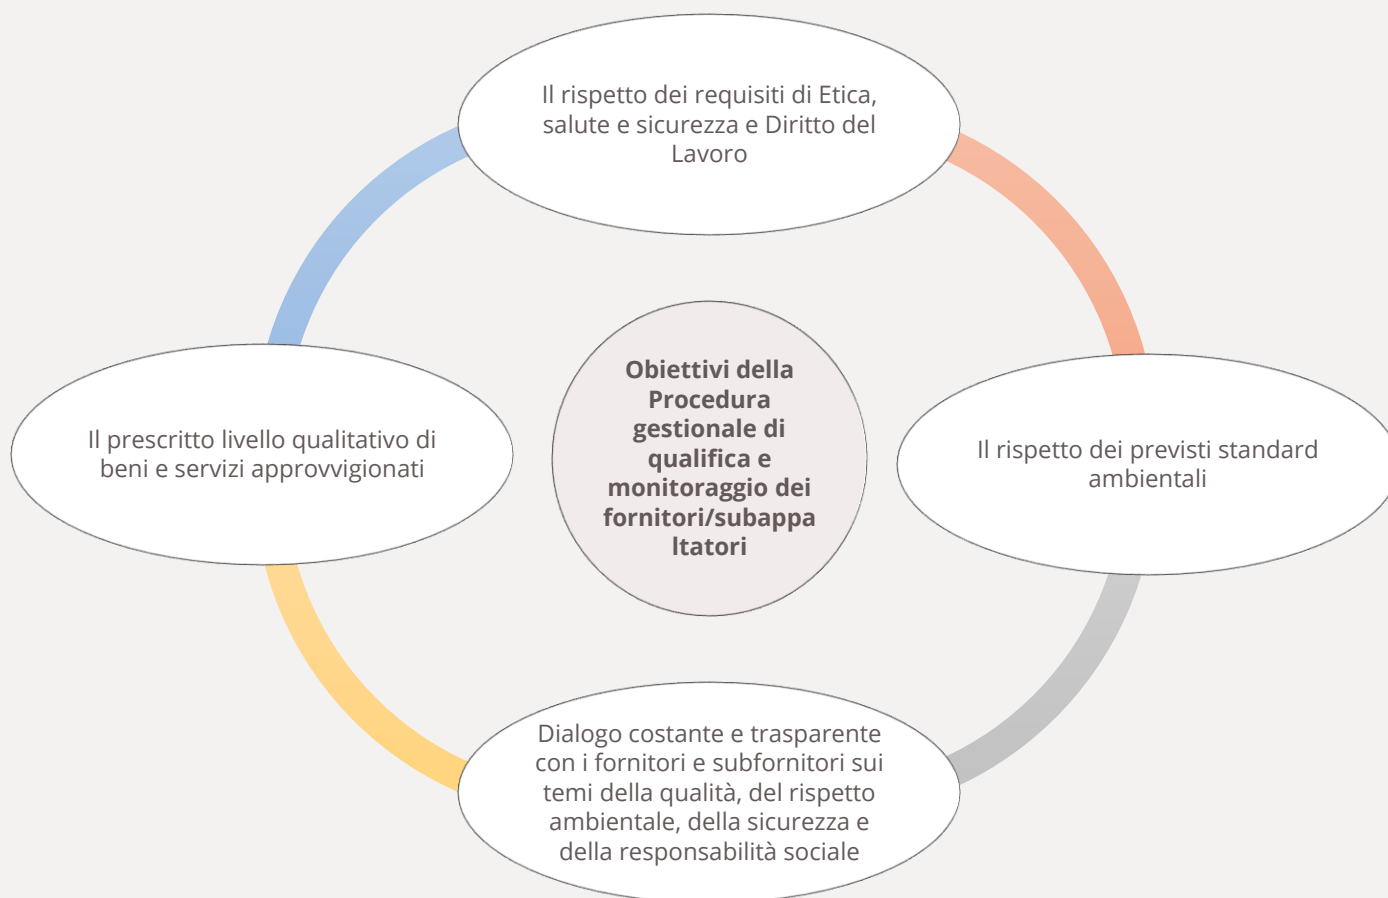 Il rispetto dei requisiti di Etica,
salute e sicurezza e Diritto del
Lavoro
Obiettivi della
Procedura
gestionale di
qualifica e
monitoraggio dei
fornitori/subappa
ltatori
Il prescritto livello qualitativo di
beni e servizi approvvigionati
Il rispetto dei previsti standard
ambientali
Dialogo costante e trasparente
con i fornitori e subfornitori sui
temi della qualità, del rispetto
ambientale, della sicurezza e
della responsabilità sociale